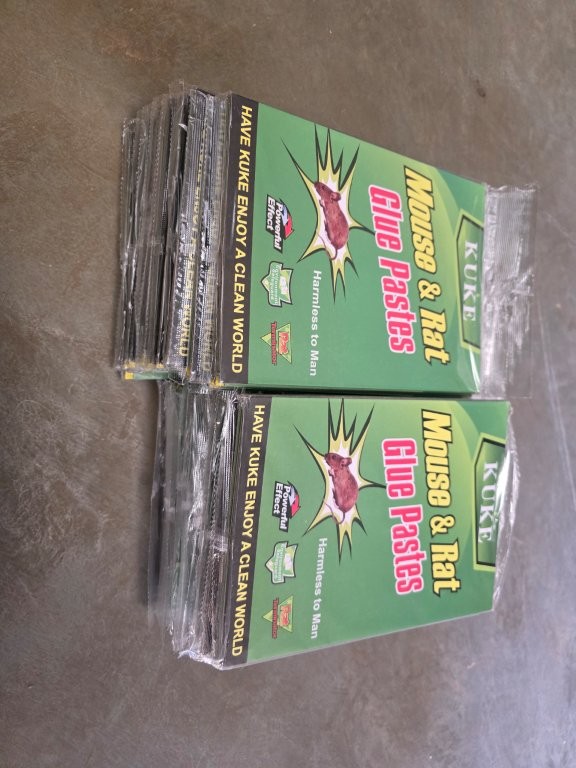 KUKE
Mouse & Rat
Glue Pastes
Harmless to Man
Powerful
Effect
HAVE KUKE ENJOY A CLEAN WORLD
KUKE
Mouse & Rat
Glue Pastes
Harmless to Man
Powerful
Effect
HAVE KUKE ENJOY A CLEAN WORLD